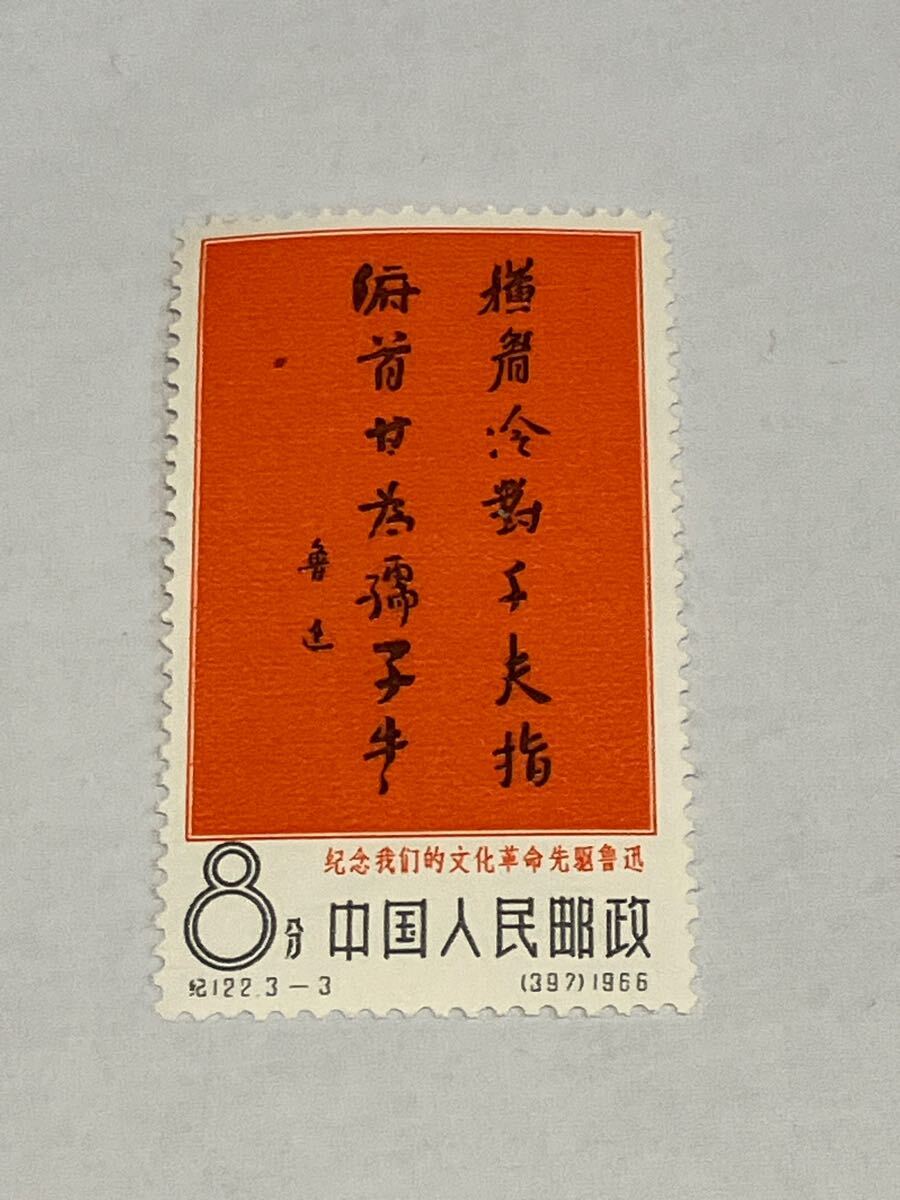 横眉冷對千夫指
俯首甘為孺子牛
魯迅
纪念我们的文化革命先驱鲁迅
8分 中国人民邮政
纪122.3-3 (397)1966